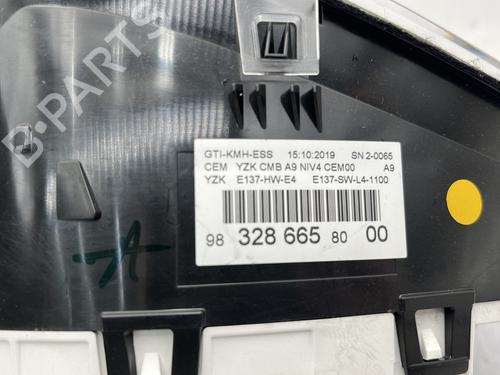 B-PARTS
GTI-KMH-ESS 15:10:2019 SN 2-0065
CEM YZK CMB A9 NIV4 CEM00 A9
YZK E137-HW-E4 E137-SW-L4-1100
98 328 665 80 00